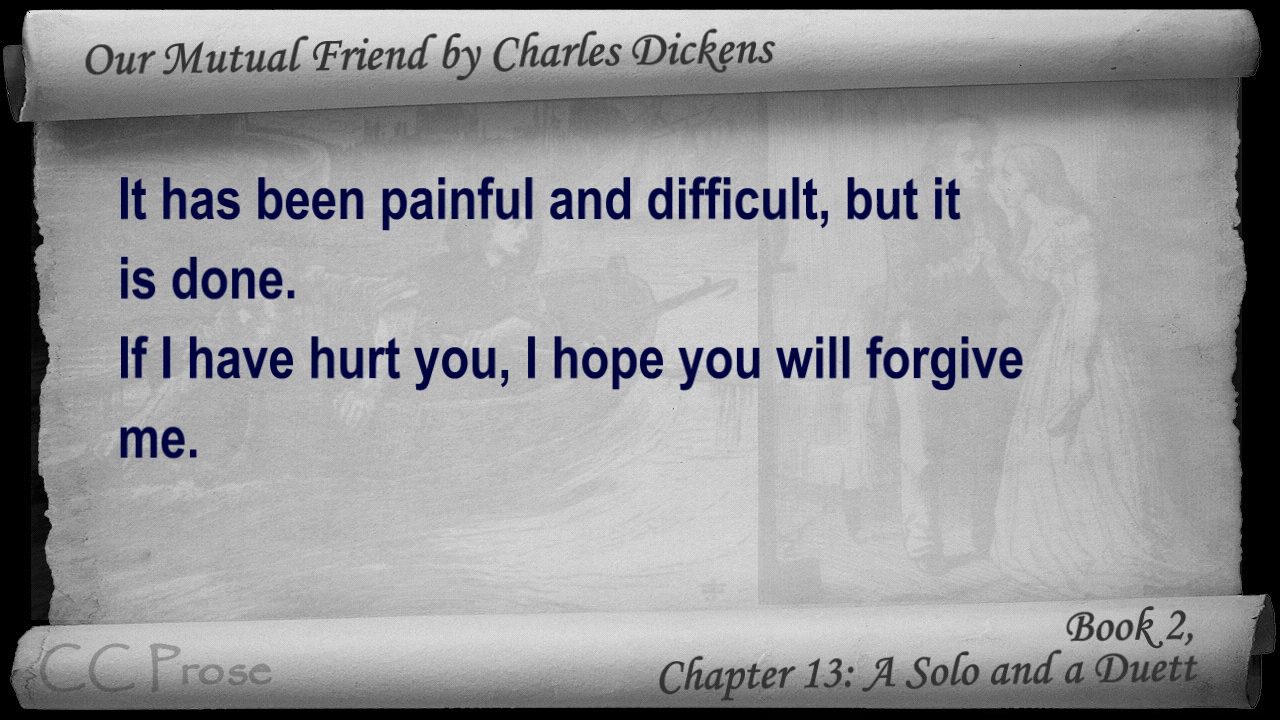 Our Mutual Friend by Charles Dickens
It has been painful and difficult, but it
is done.
If I have hurt you, I hope you will forgive
me.
Book 2,
Chapter 13: A Solo and a Duett
CC Prose